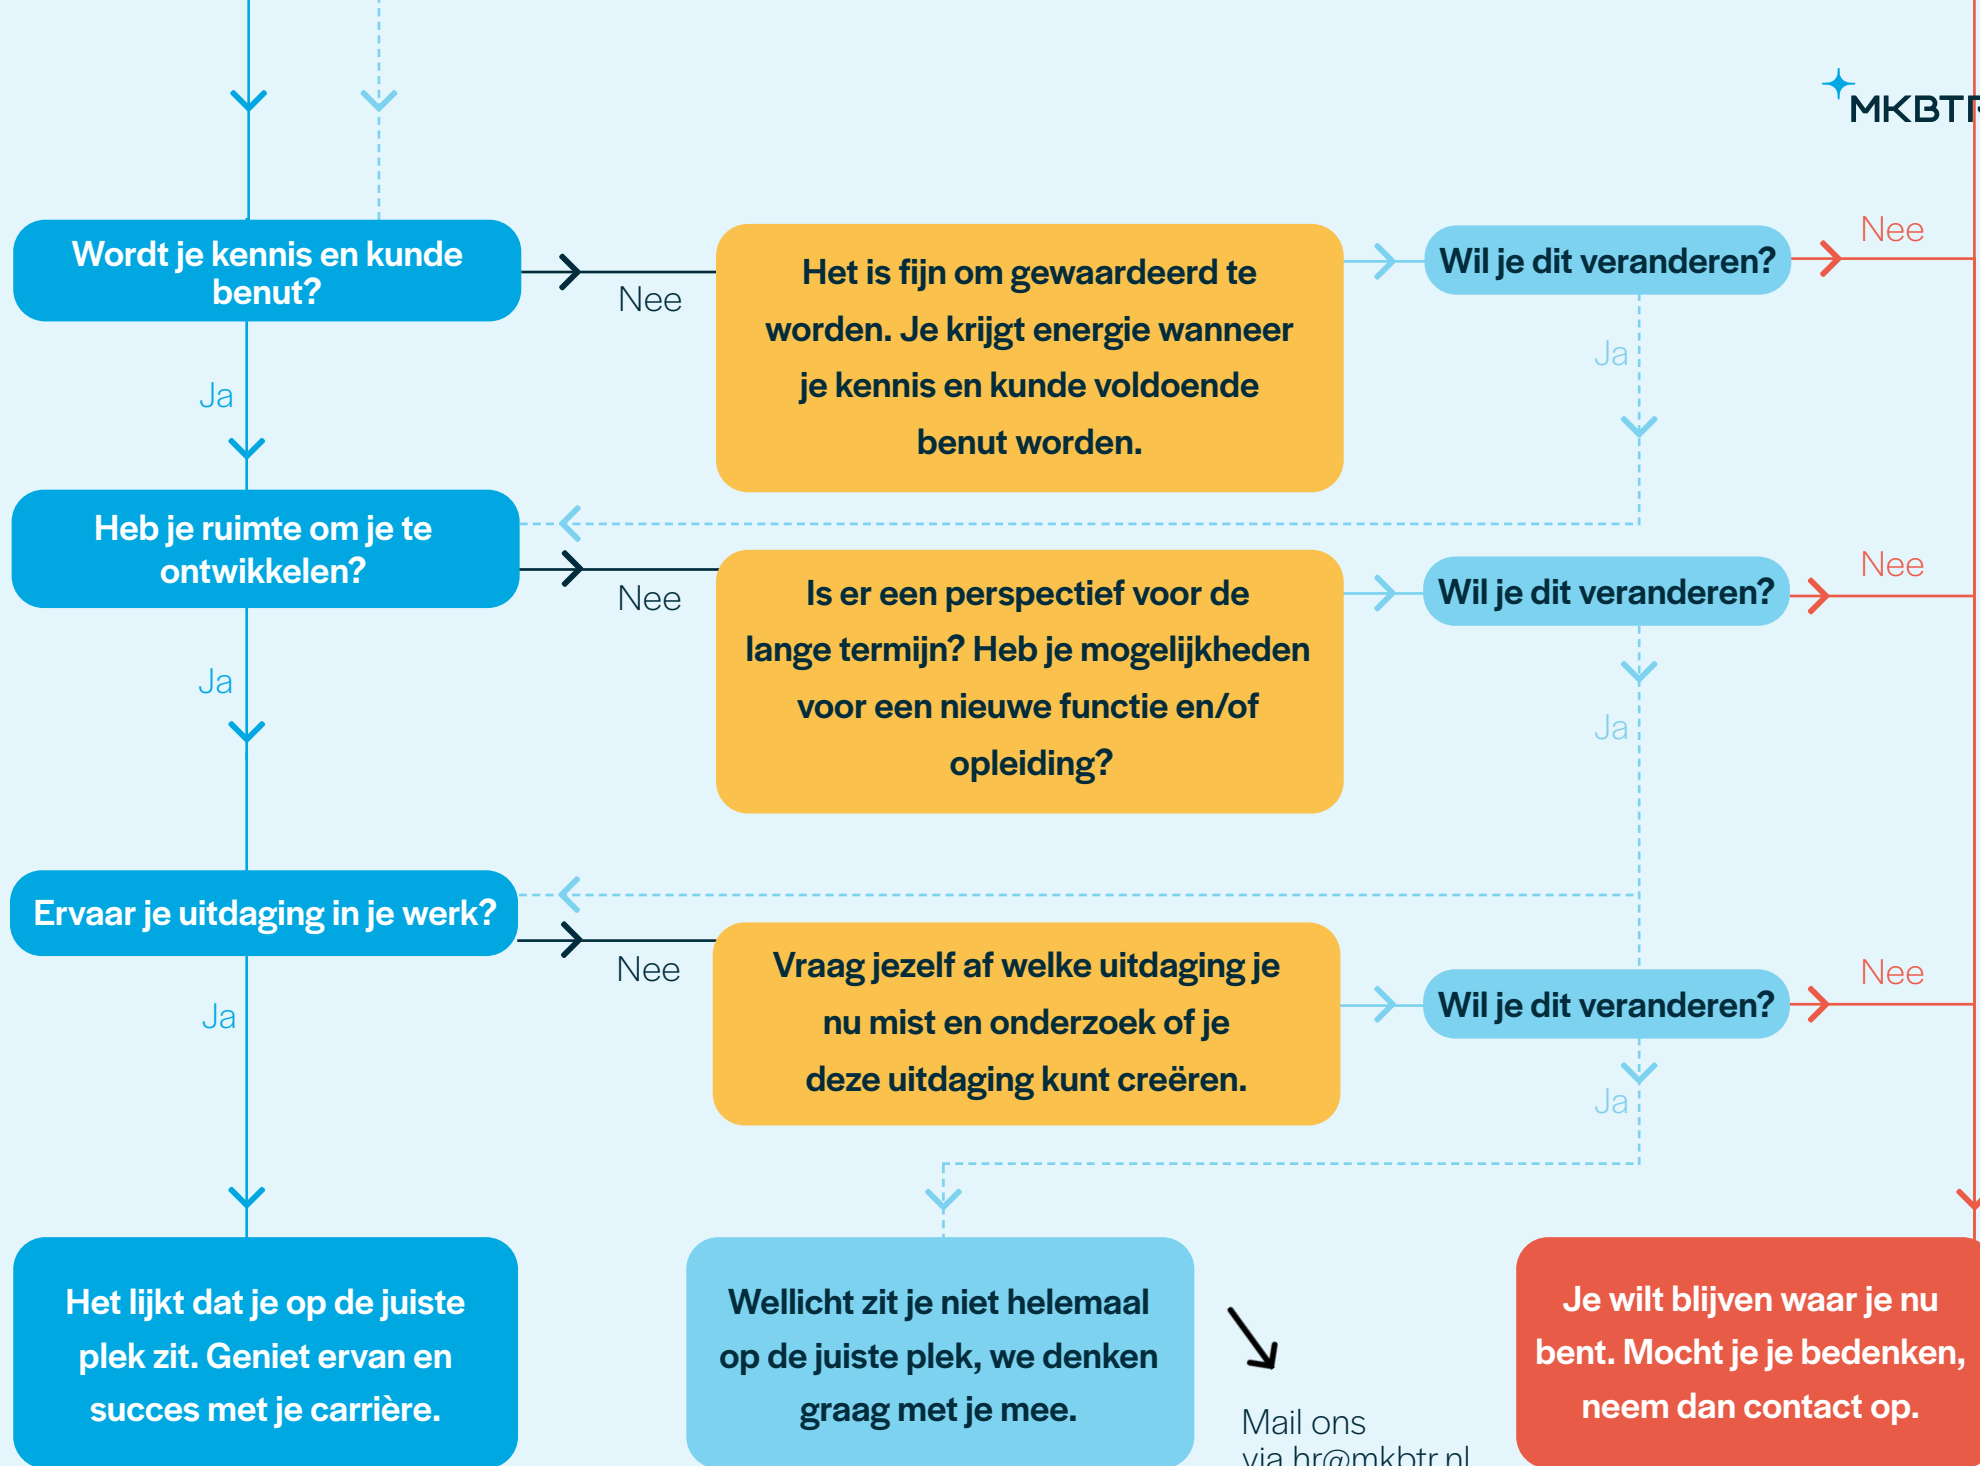 MKBTR
Wordt je kennis en kunde
benut?
Nee
Het is fijn om gewaardeerd te
worden. Je krijgt energie wanneer
je kennis en kunde voldoende
benut worden.
Wil je dit veranderen?
Nee
Ja
Ja
Heb je ruimte om je te
ontwikkelen?
Nee
Is er een perspectief voor de
lange termijn? Heb je mogelijkheden
voor een nieuwe functie en/of
opleiding?
Wil je dit veranderen?
Nee
Ja
Ja
Ervaar je uitdaging in je werk?
Nee
Vraag jezelf af welke uitdaging je
nu mist en onderzoek of je
deze uitdaging kunt creëren.
Wil je dit veranderen?
Nee
Ja
Ja
Het lijkt dat je op de juiste
plek zit. Geniet ervan en
succes met je carrière.
Wellicht zit je niet helemaal
op de juiste plek, we denken
graag met je mee.
Mail ons
via hr@mkbtr.nl
Je wilt blijven waar je nu
bent. Mocht je je bedenken,
neem dan contact op.